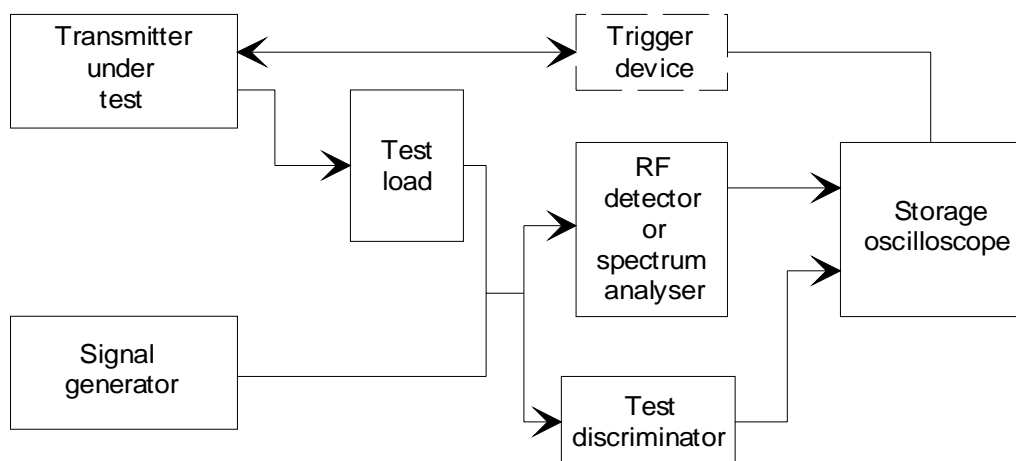 Transmitter
under
test
Trigger
device
Test
load
RF
detector
or
spectrum
analyser
Storage
oscilloscope
Signal
generator
Test
discriminator